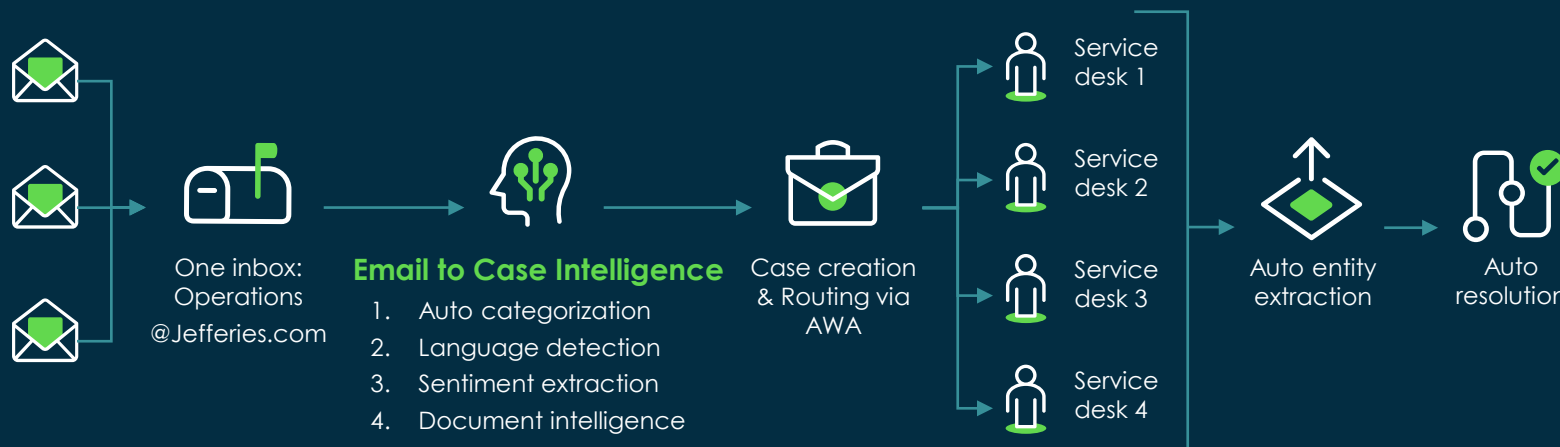 One inbox:
Operations
@Jefferies.com
Email to Case Intelligence
1. Auto categorization
2. Language detection
3. Sentiment extraction
4. Document intelligence
Case creation
& Routing via
AWA
Service
desk 1
Service
desk 2
Service
desk 3
Service
desk 4
Auto entity
extraction
Auto
resolution